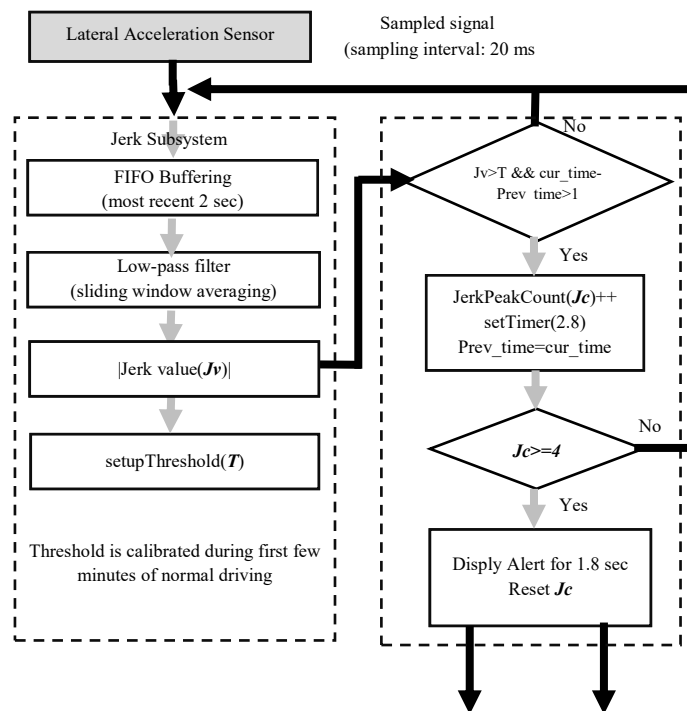 Lateral Acceleration Sensor
Sampled signal
(sampling interval: 20 ms
Jerk Subsystem
FIFO Buffering
(most recent 2 sec)
Low-pass filter
(sliding window averaging)
|Jerk value(Jv)|
setupThreshold(T)
Threshold is calibrated during first few
minutes of normal driving
No
Jv>T && cur_time-
Prev_time>1
Yes
JerkPeakCount(Jc)++
setTimer(2.8)
Prev_time=cur_time
Jc>=4
No
Yes
Disply Alert for 1.8 sec
Reset Jc